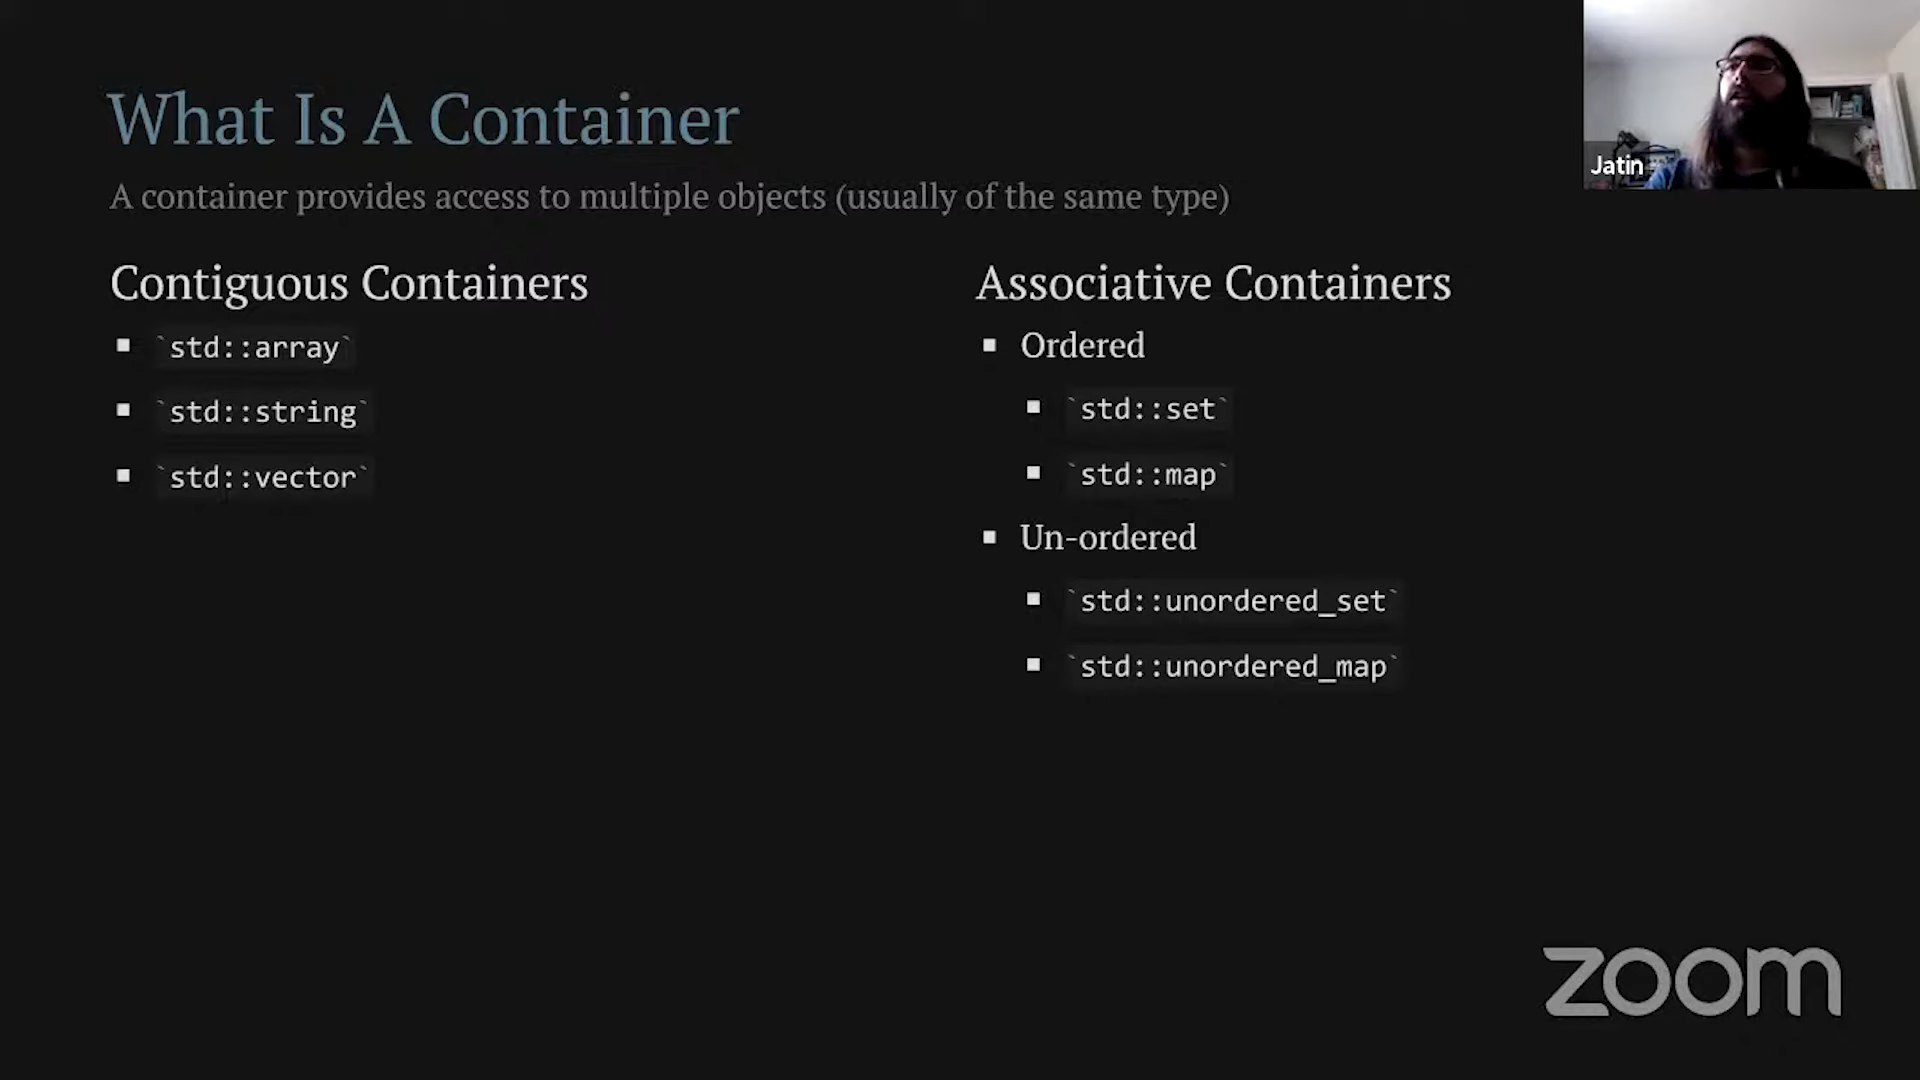 What Is A Container
A container provides access to multiple objects (usually of the same type)
Contiguous Containers
`std::array`
`std::string`
`std::vector`
Associative Containers
Ordered
`std::set`
`std::map`
Un-ordered
`std::unordered_set`
`std::unordered_map`
Jatin
zoom